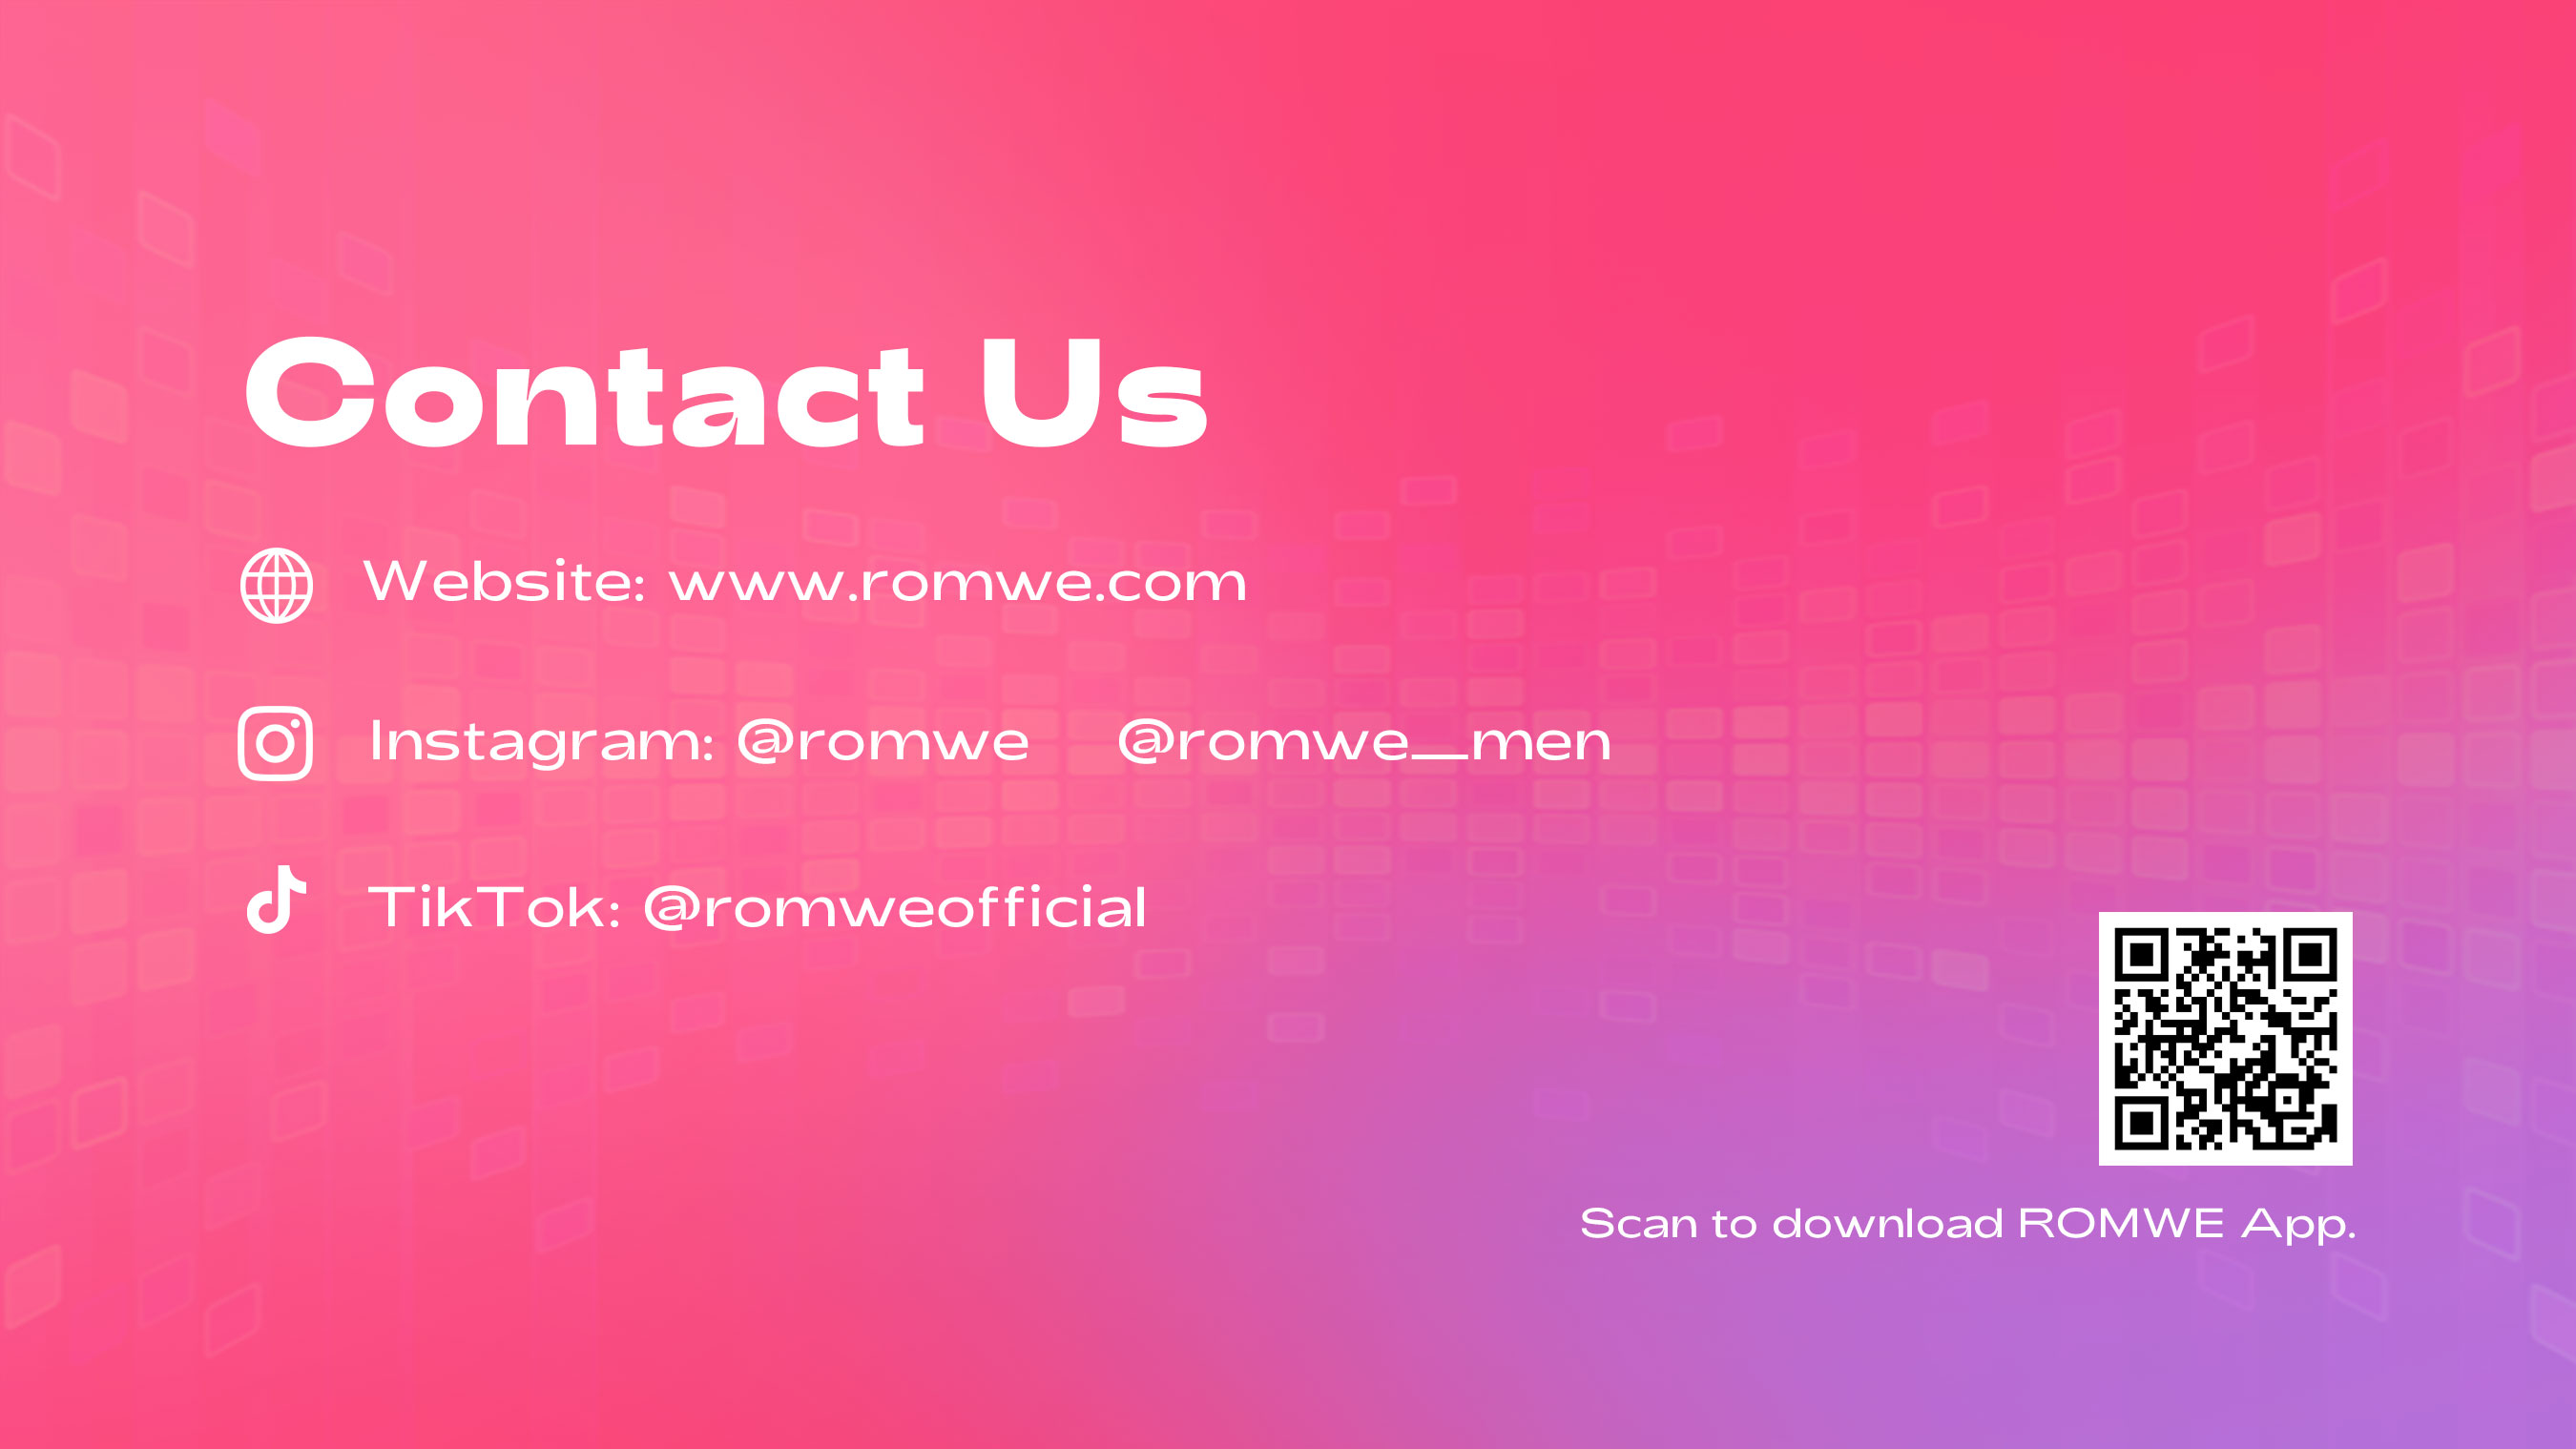 Contact Us
Website: www.romwe.com
Instagram: @romwe @romwe_men
TikTok: @romweofficial
Scan to download ROMWE App.